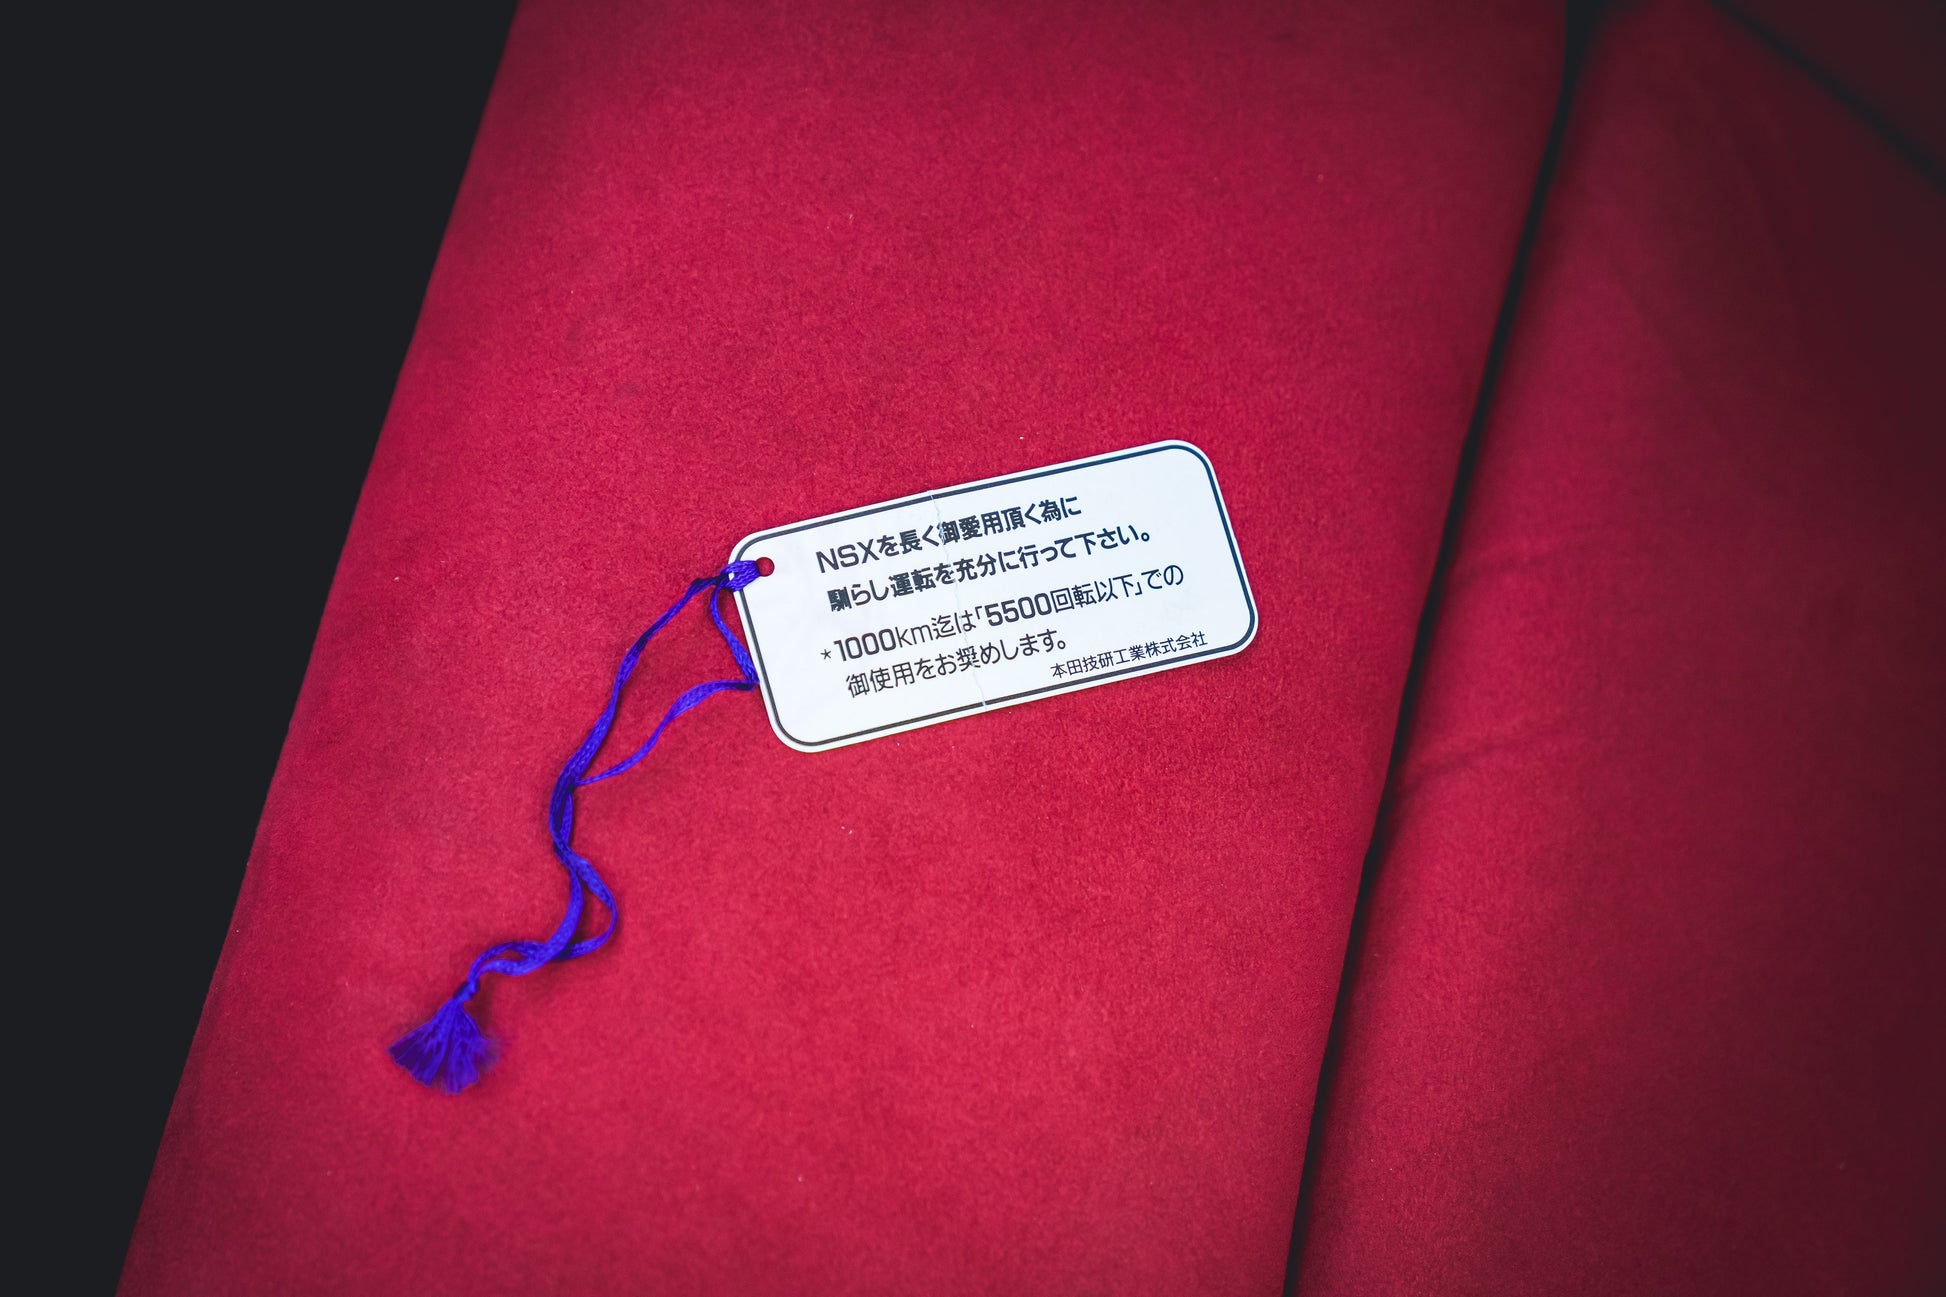 NSXを長く御愛用頂く為に
馴らし運転を充分に行って下さい。
*1000km迄は｢5500回転以下｣での
御使用をお奨めします。
本田技研工業株式会社